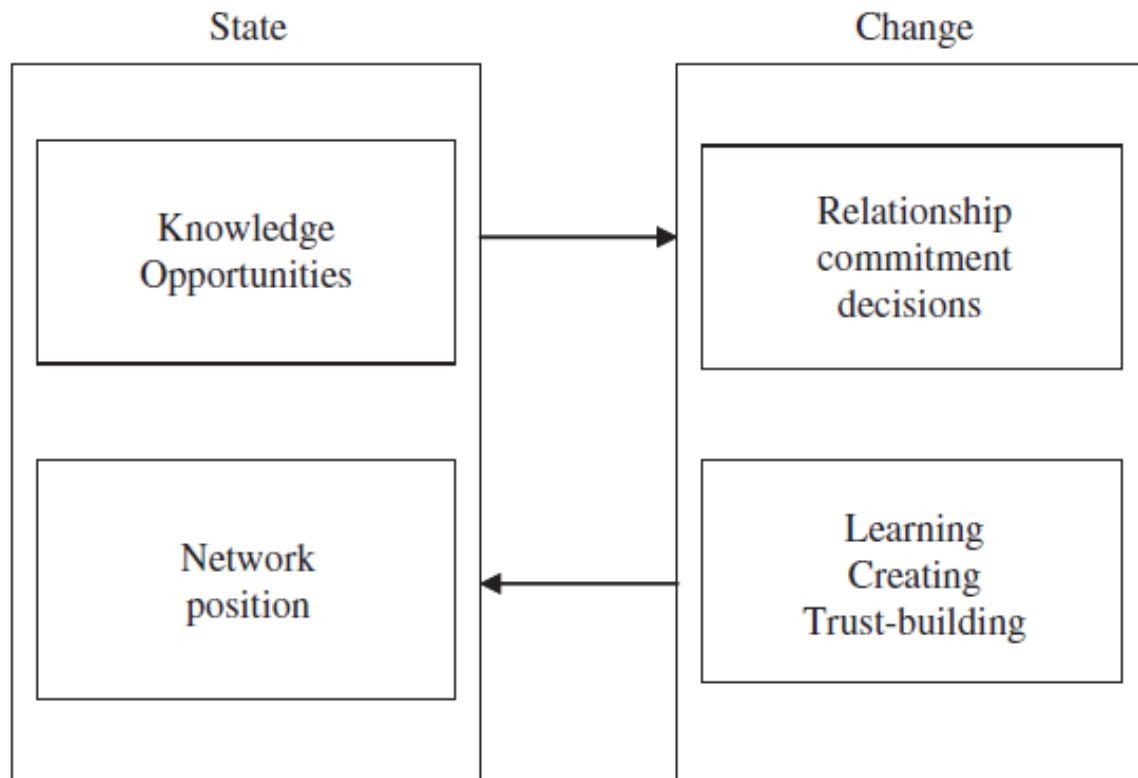 State
Change
Knowledge
Opportunities
Relationship
commitment
decisions
Network
position
Learning
Creating
Trust-building